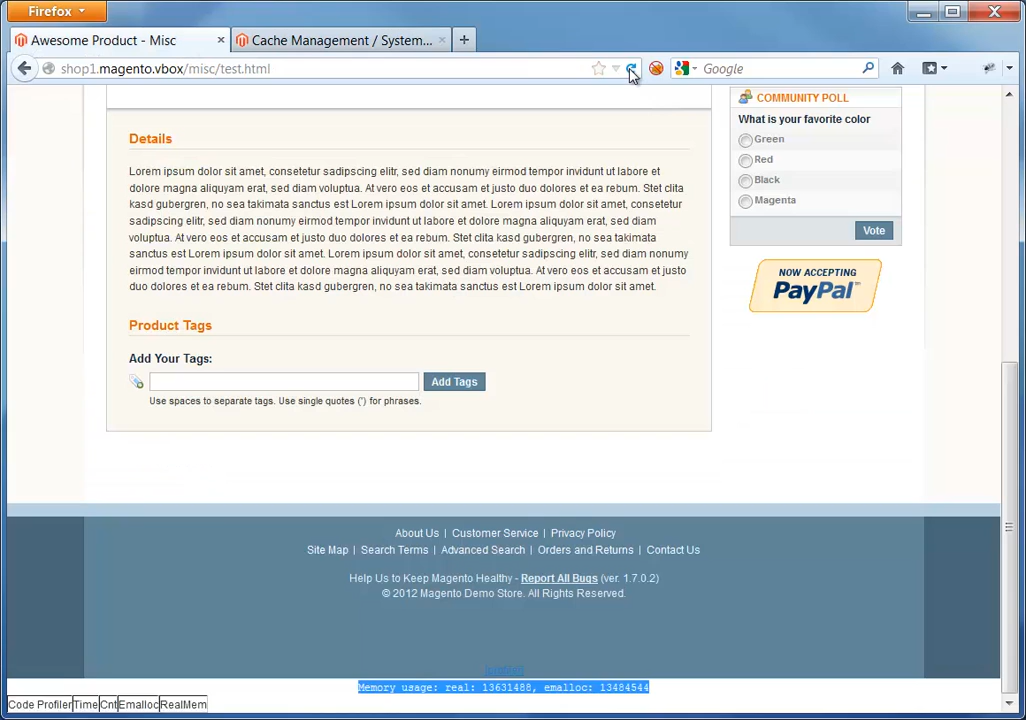 Firefox
Awesome Product - Misc
Cache Management / System...
shop1.magento.vbox/misc/test.html
Google
COMMUNITY POLL
What is your favorite color
Green
Red
Black
Magenta
Vote
NOW ACCEPTING
PayPal™
Details
Lorem ipsum dolor sit amet, consetetur sadipscing elitr, sed diam nonumy eirmod tempor invidunt ut labore et
dolore magna aliquyam erat, sed diam voluptua. At vero eos et accusam et justo duo dolores et ea rebum. Stet clita
kasd gubergren, no sea takimata sanctus est Lorem ipsum dolor sit amet. Lorem ipsum dolor sit amet, consetetur
sadipscing elitr, sed diam nonumy eirmod tempor invidunt ut labore et dolore magna aliquyam erat, sed diam
voluptua. At vero eos et accusam et justo duo dolores et ea rebum. Stet clita kasd gubergren, no sea takimata
sanctus est Lorem ipsum dolor sit amet. Lorem ipsum dolor sit amet, consetetur sadipscing elitr, sed diam nonumy
eirmod tempor invidunt ut labore et dolore magna aliquyam erat, sed diam voluptua. At vero eos et accusam et
justo duo dolores et ea rebum. Stet clita kasd gubergren, no sea takimata sanctus est Lorem ipsum dolor sit amet.
Product Tags
Add Your Tags:
Add Tags
Use spaces to separate tags. Use single quotes (') for phrases.
About Us | Customer Service | Privacy Policy
Site Map | Search Terms | Advanced Search | Orders and Returns | Contact Us
Help Us to Keep Magento Healthy - Report All Bugs (ver. 1.7.0.2)
© 2012 Magento Demo Store. All Rights Reserved.
Memory usage: real: 13631488, emalloc: 13484544
Code Profiler Time Cnt Emalloc RealMem